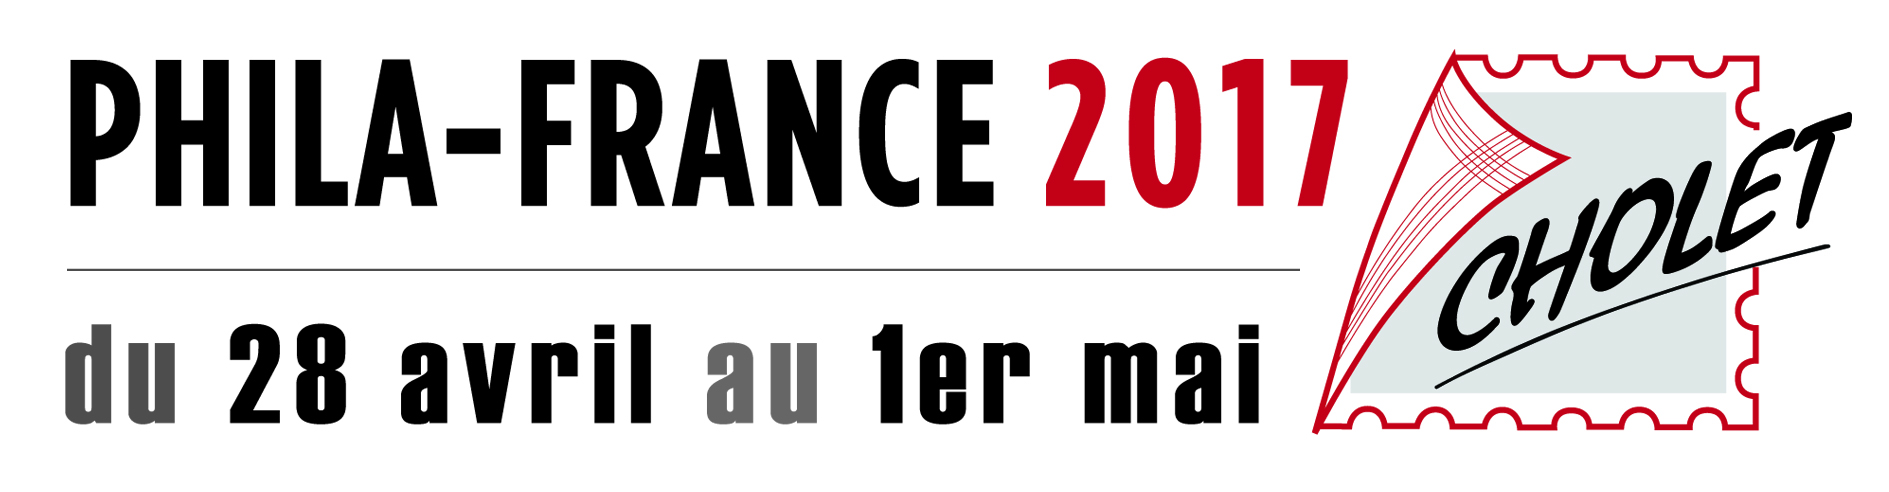 PHILA-FRANCE 2017
du 28 avril au 1er mai
CHOLET